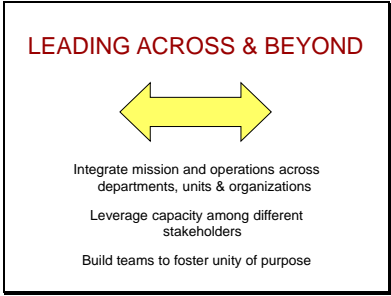 LEADING ACROSS & BEYOND
Integrate mission and operations across
departments, units & organizations
Leverage capacity among different
stakeholders
Build teams to foster unity of purpose